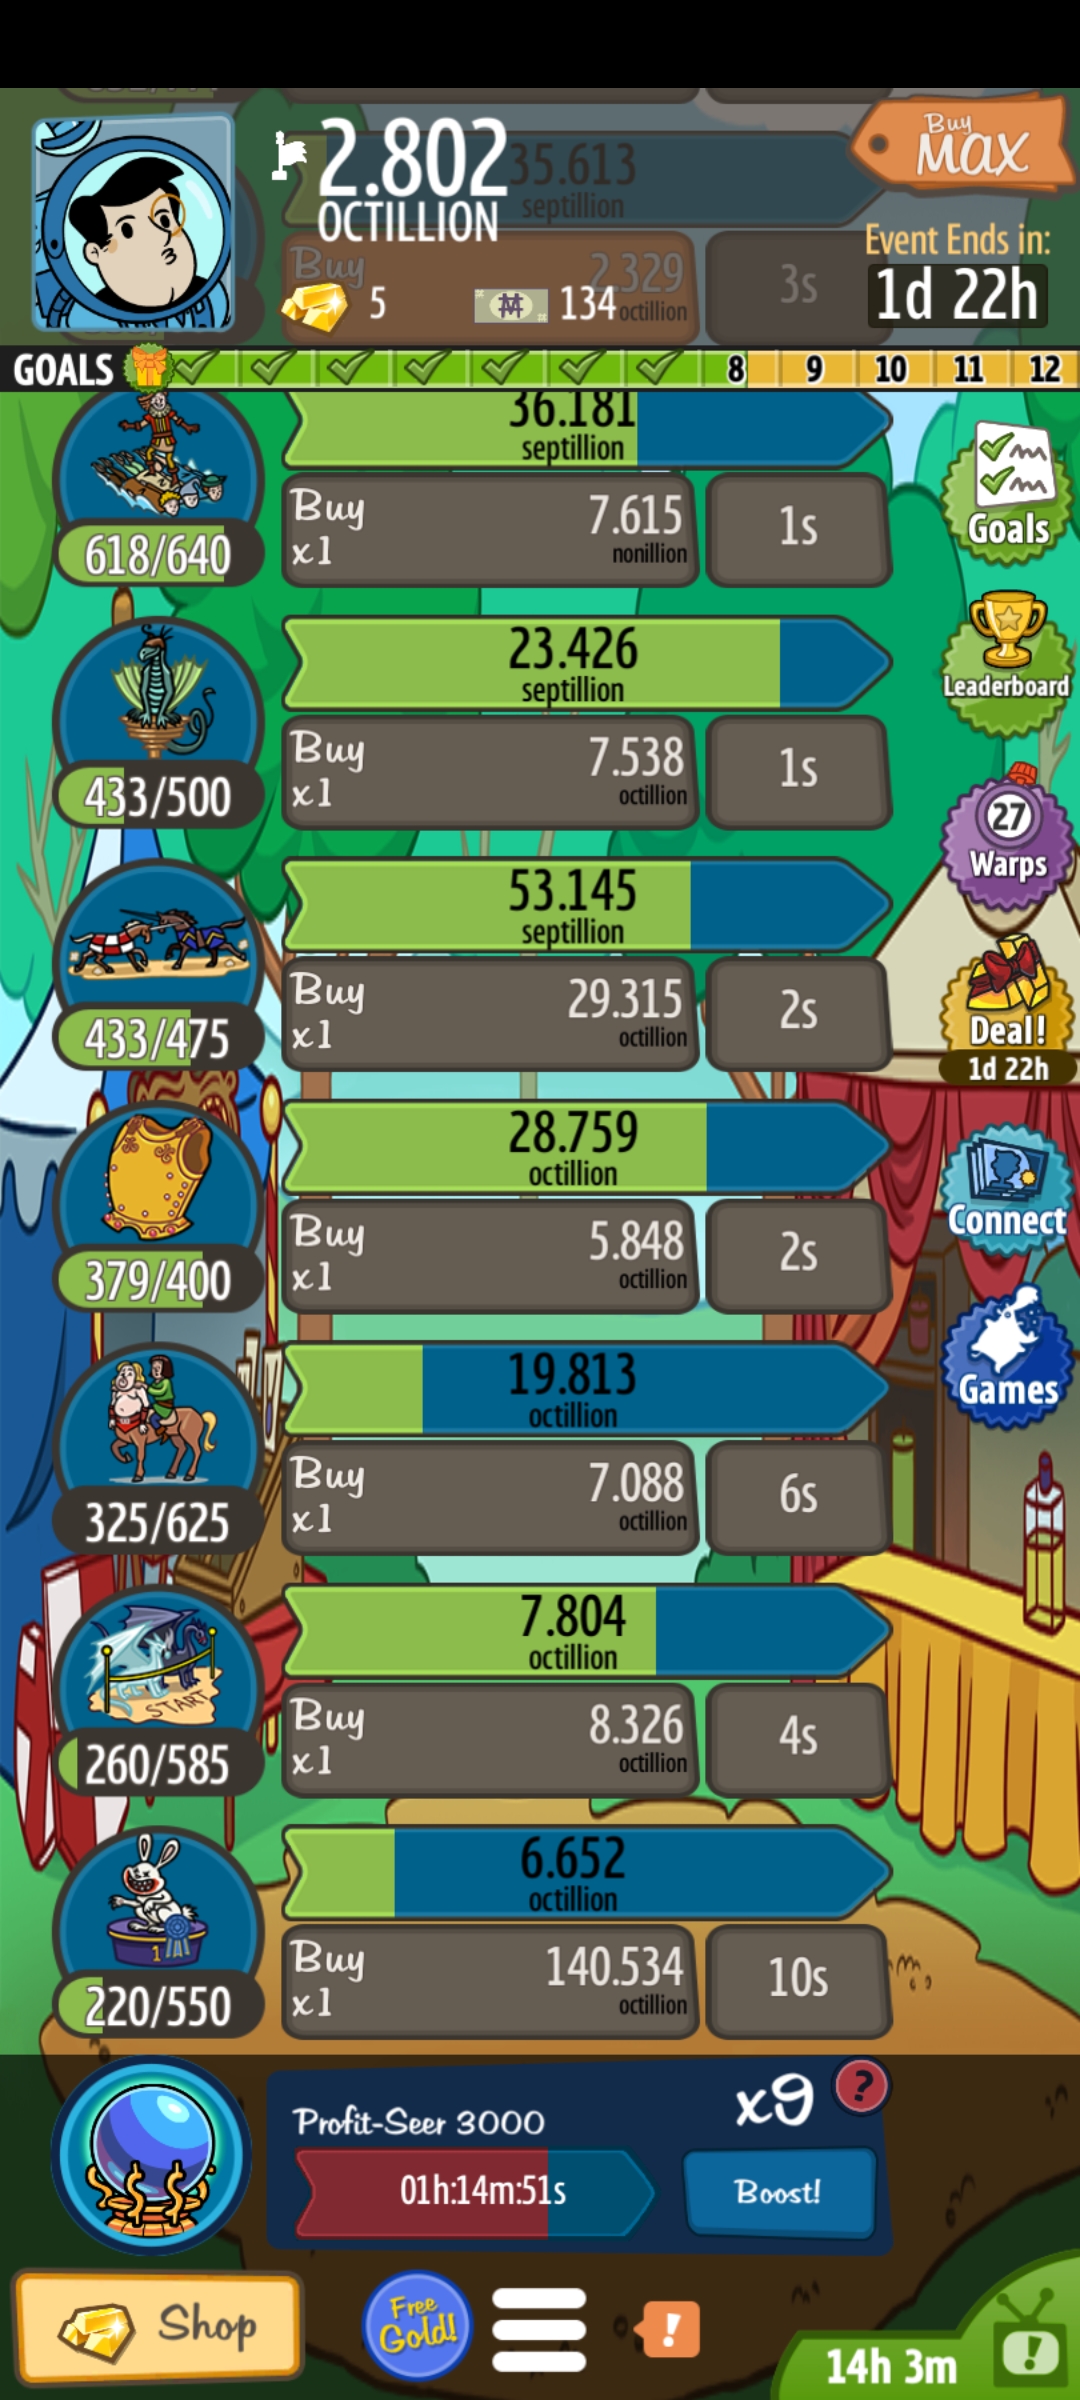 2.802
OCTILLION
Buy
MAX
35.613
septillion
Event Ends in:
1d 22h
Buy
2.329
octillion
3s
5
134
GOALS 8 9 10 11 12
36.181
septillion
618/640
Buy
x1
7.615
nonillion
1s
Goals
23.426
septillion
433/500
Buy
x1
7.538
octillion
1s
Leaderboard
27
Warps
53.145
septillion
433/475
Buy
x1
29.315
octillion
2s
Deal!
1d 22h
28.759
octillion
379/400
Buy
x1
5.848
octillion
2s
Connect
19.813
octillion
325/625
Buy
x1
7.088
octillion
6s
Games
7.804
octillion
START
260/585
Buy
x1
8.326
octillion
4s
6.652
octillion
1
220/550
Buy
x1
140.534
octillion
10s
Profit-Seer 3000
x9
?
01h:14m:51s
Boost!
Shop
Free
Gold!
!
14h 3m
!